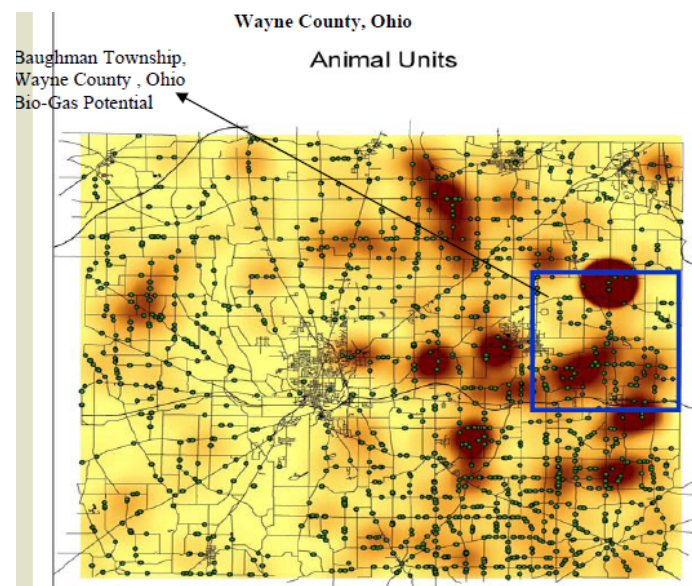 Wayne County, Ohio
Animal Units
Baughman Township,
Wayne County , Ohio
Bio-Gas Potential